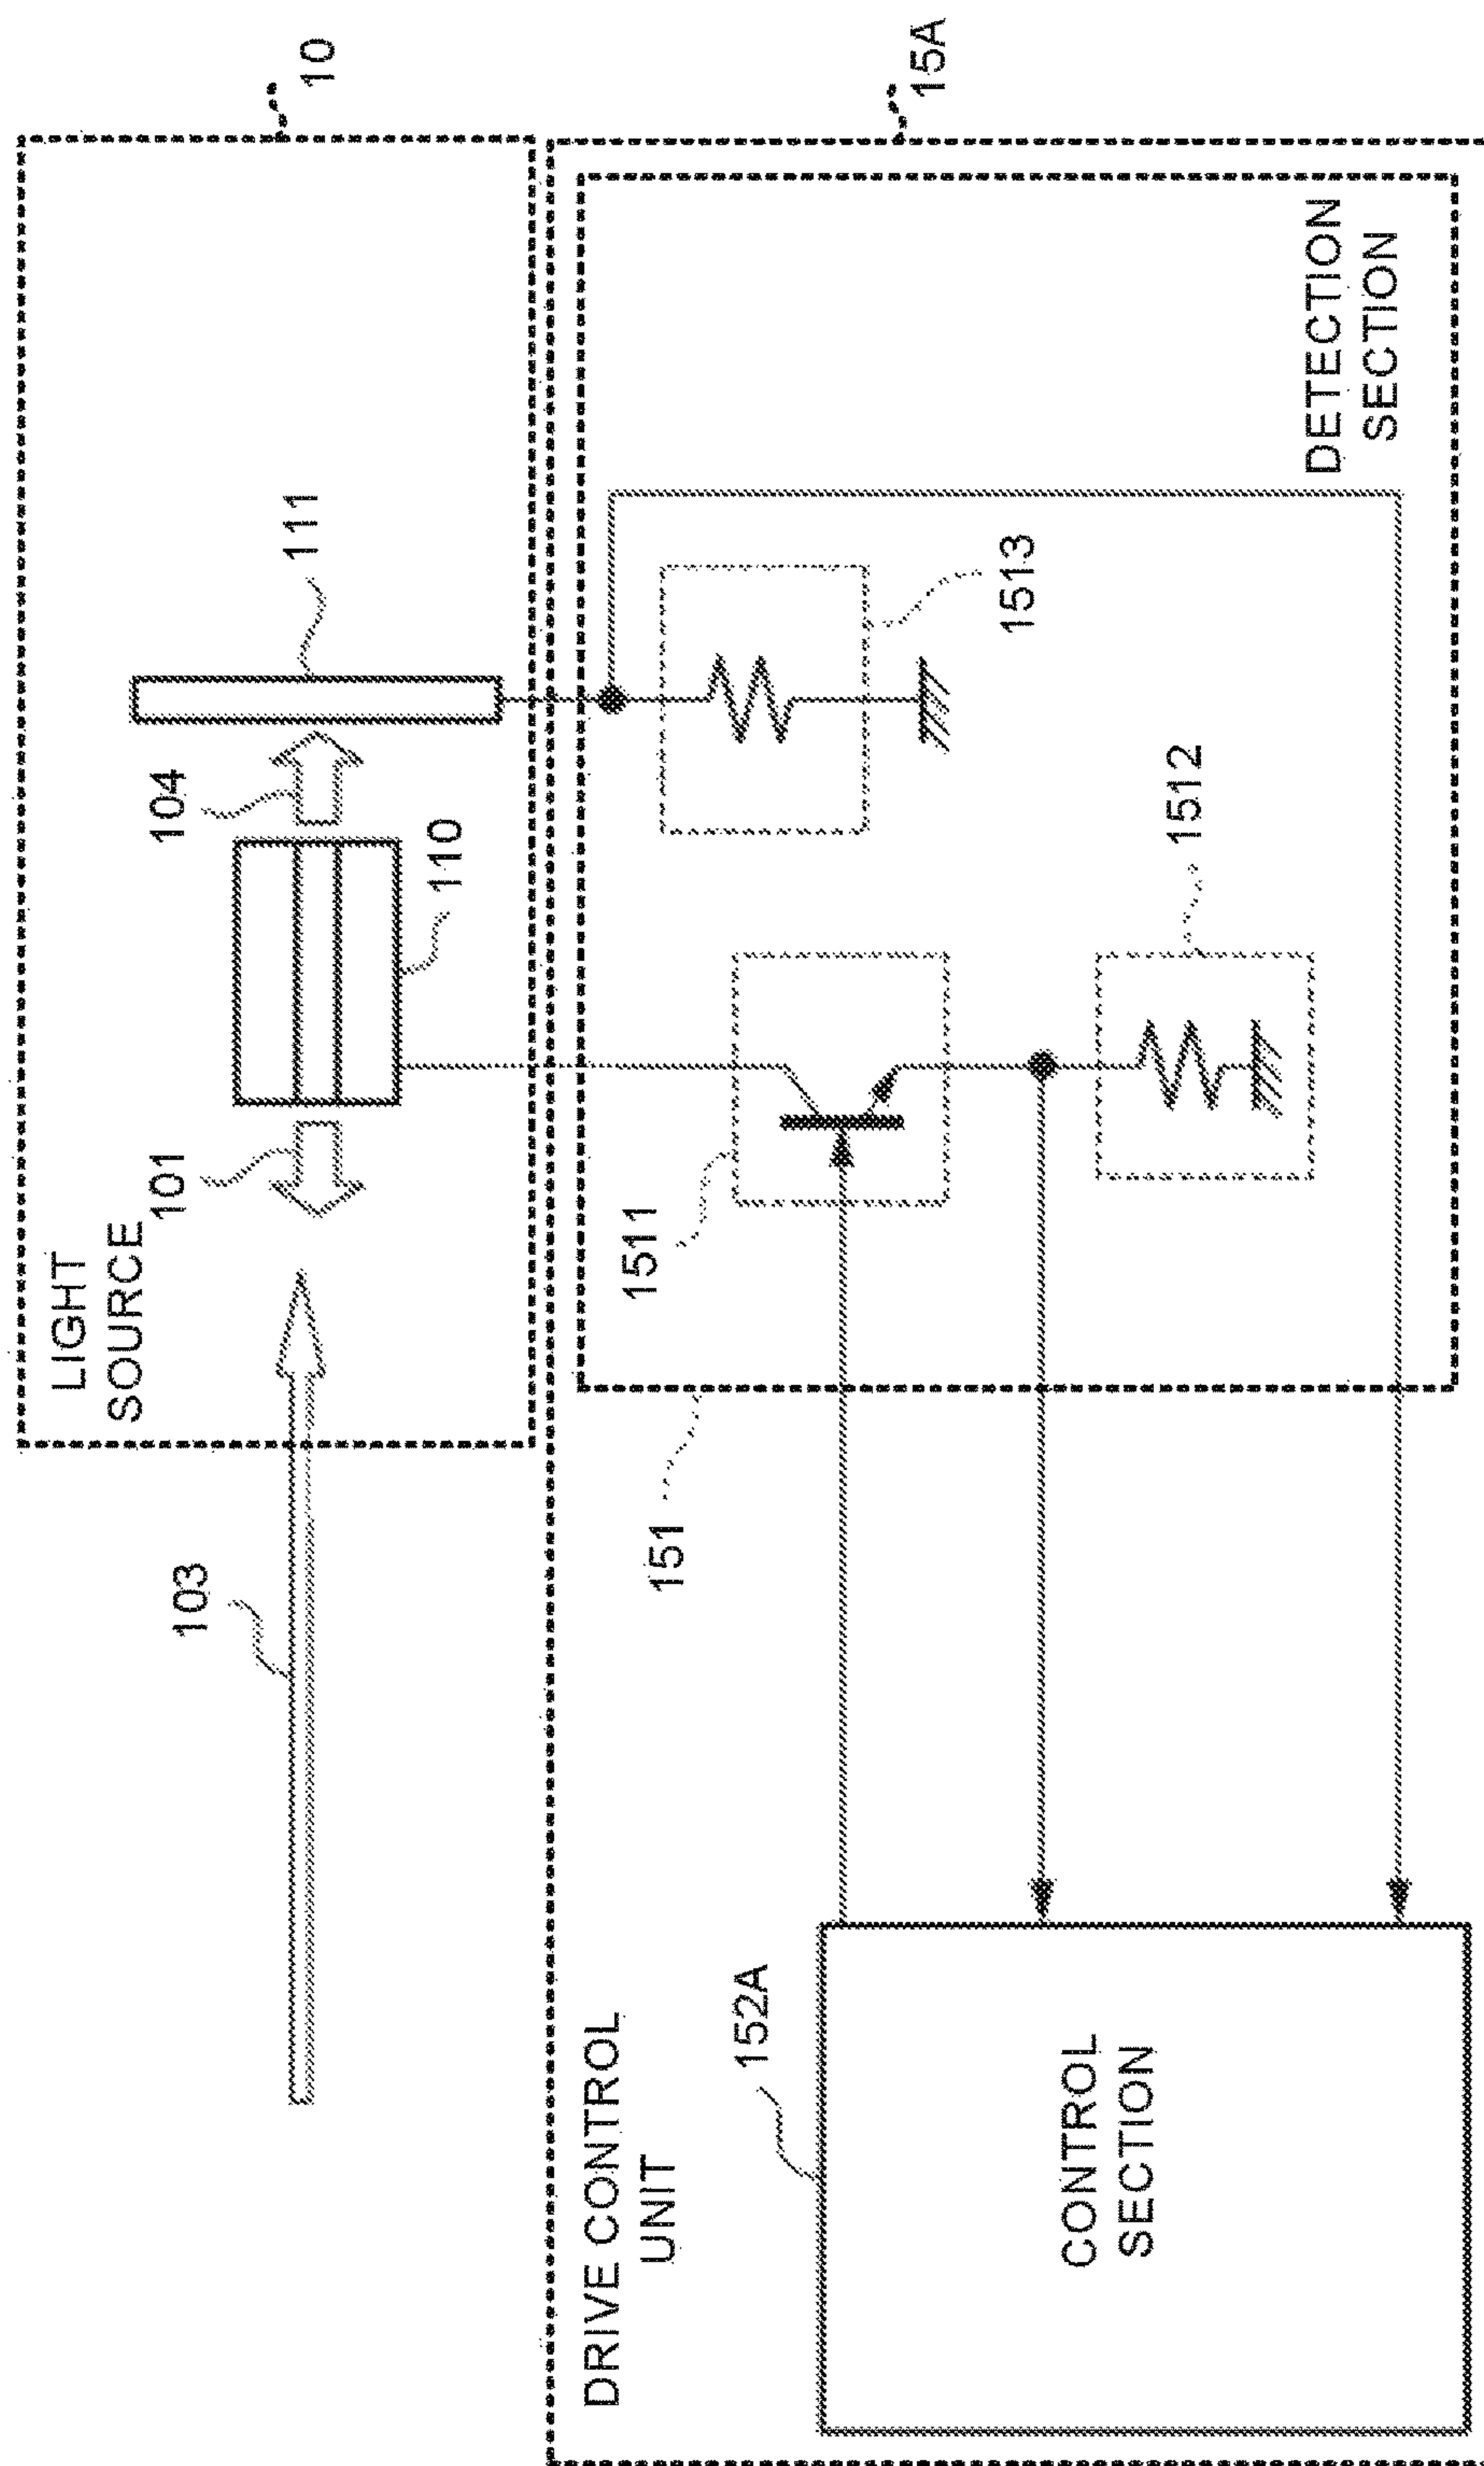 LIGHT
SOURCE
10
103
101
104
111
110
DRIVE CONTROL
UNIT
15A
151
1511
1513
DETECTION
SECTION
1512
152A
CONTROL
SECTION